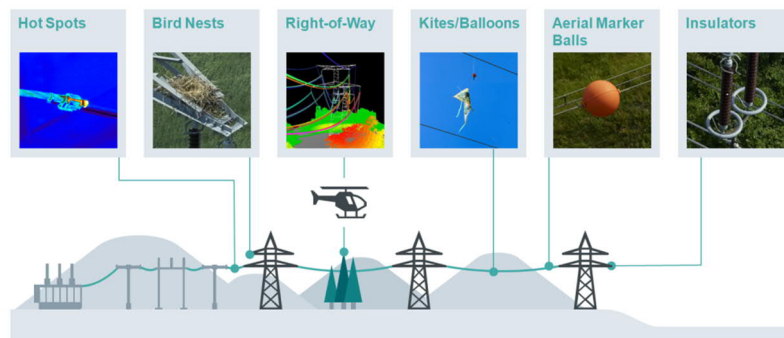 Hot Spots
Bird Nests
Right-of-Way
Kites/Balloons
Aerial Marker
Balls
Insulators